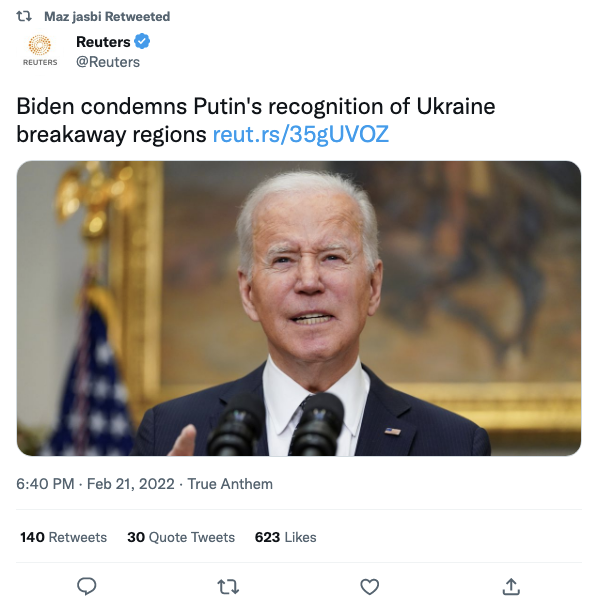 Maz jasbi Retweeted
Reuters
REUTERS
@Reuters
Biden condemns Putin's recognition of Ukraine
breakaway regions reut.rs/35gUVOZ
6:40 PM · Feb 21, 2022 · True Anthem
140 Retweets 30 Quote Tweets 623 Likes